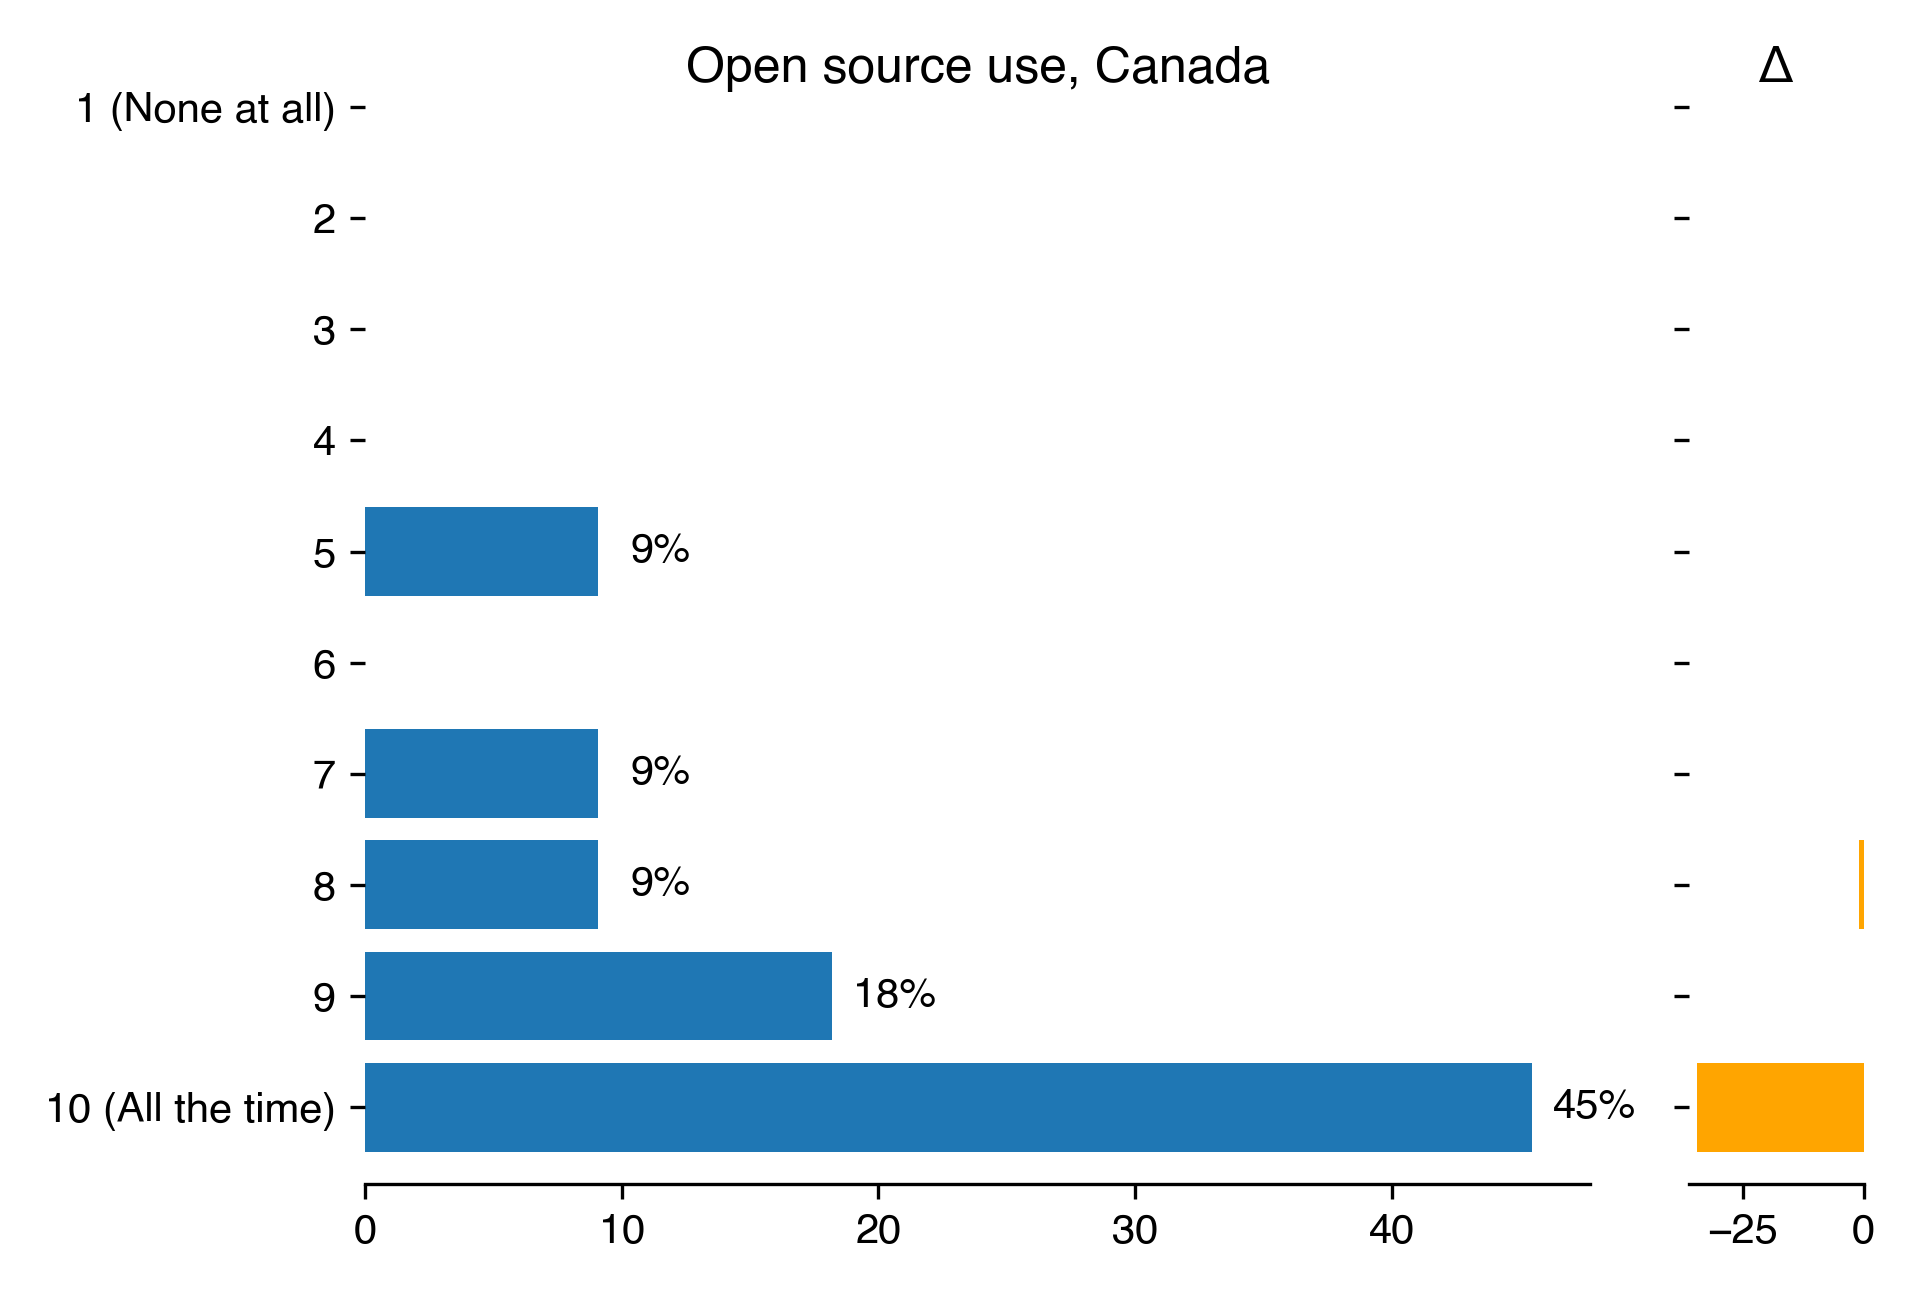 Open source use, Canada
Δ
1 (None at all)
2
3
4
5
9%
6
7
9%
8
9%
9
18%
10 (All the time)
45%
0 10 20 30 40
−25 0